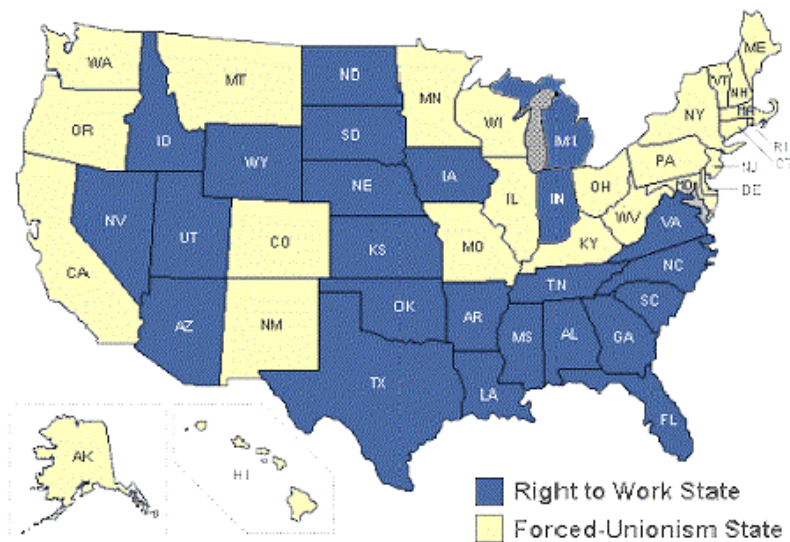 WA
MT
ND
MN
ME
VT
NH
OR
ID
SD
WI
MI
NY
MA
RI
CT
WY
IA
PA
NJ
NE
OH
MD
DE
NV
UT
CO
IL
IN
WV
VA
CA
KS
MO
KY
AZ
NM
OK
AR
TN
NC
SC
MS
AL
GA
TX
LA
FL
AK
HI
Right to Work State
Forced-Unionism State